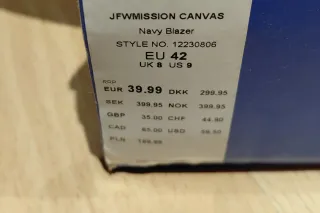 JFWMISSION CANVAS
Navy Blazer
STYLE NO. 12230806
EU 42
UK 8 US 9
RRP
EUR 39.99 DKK 299.95
SEK 399.95 NOK 399.95
GBP 35.00 CHF 44.90
CAD 65.00 USD
PLN 169.99